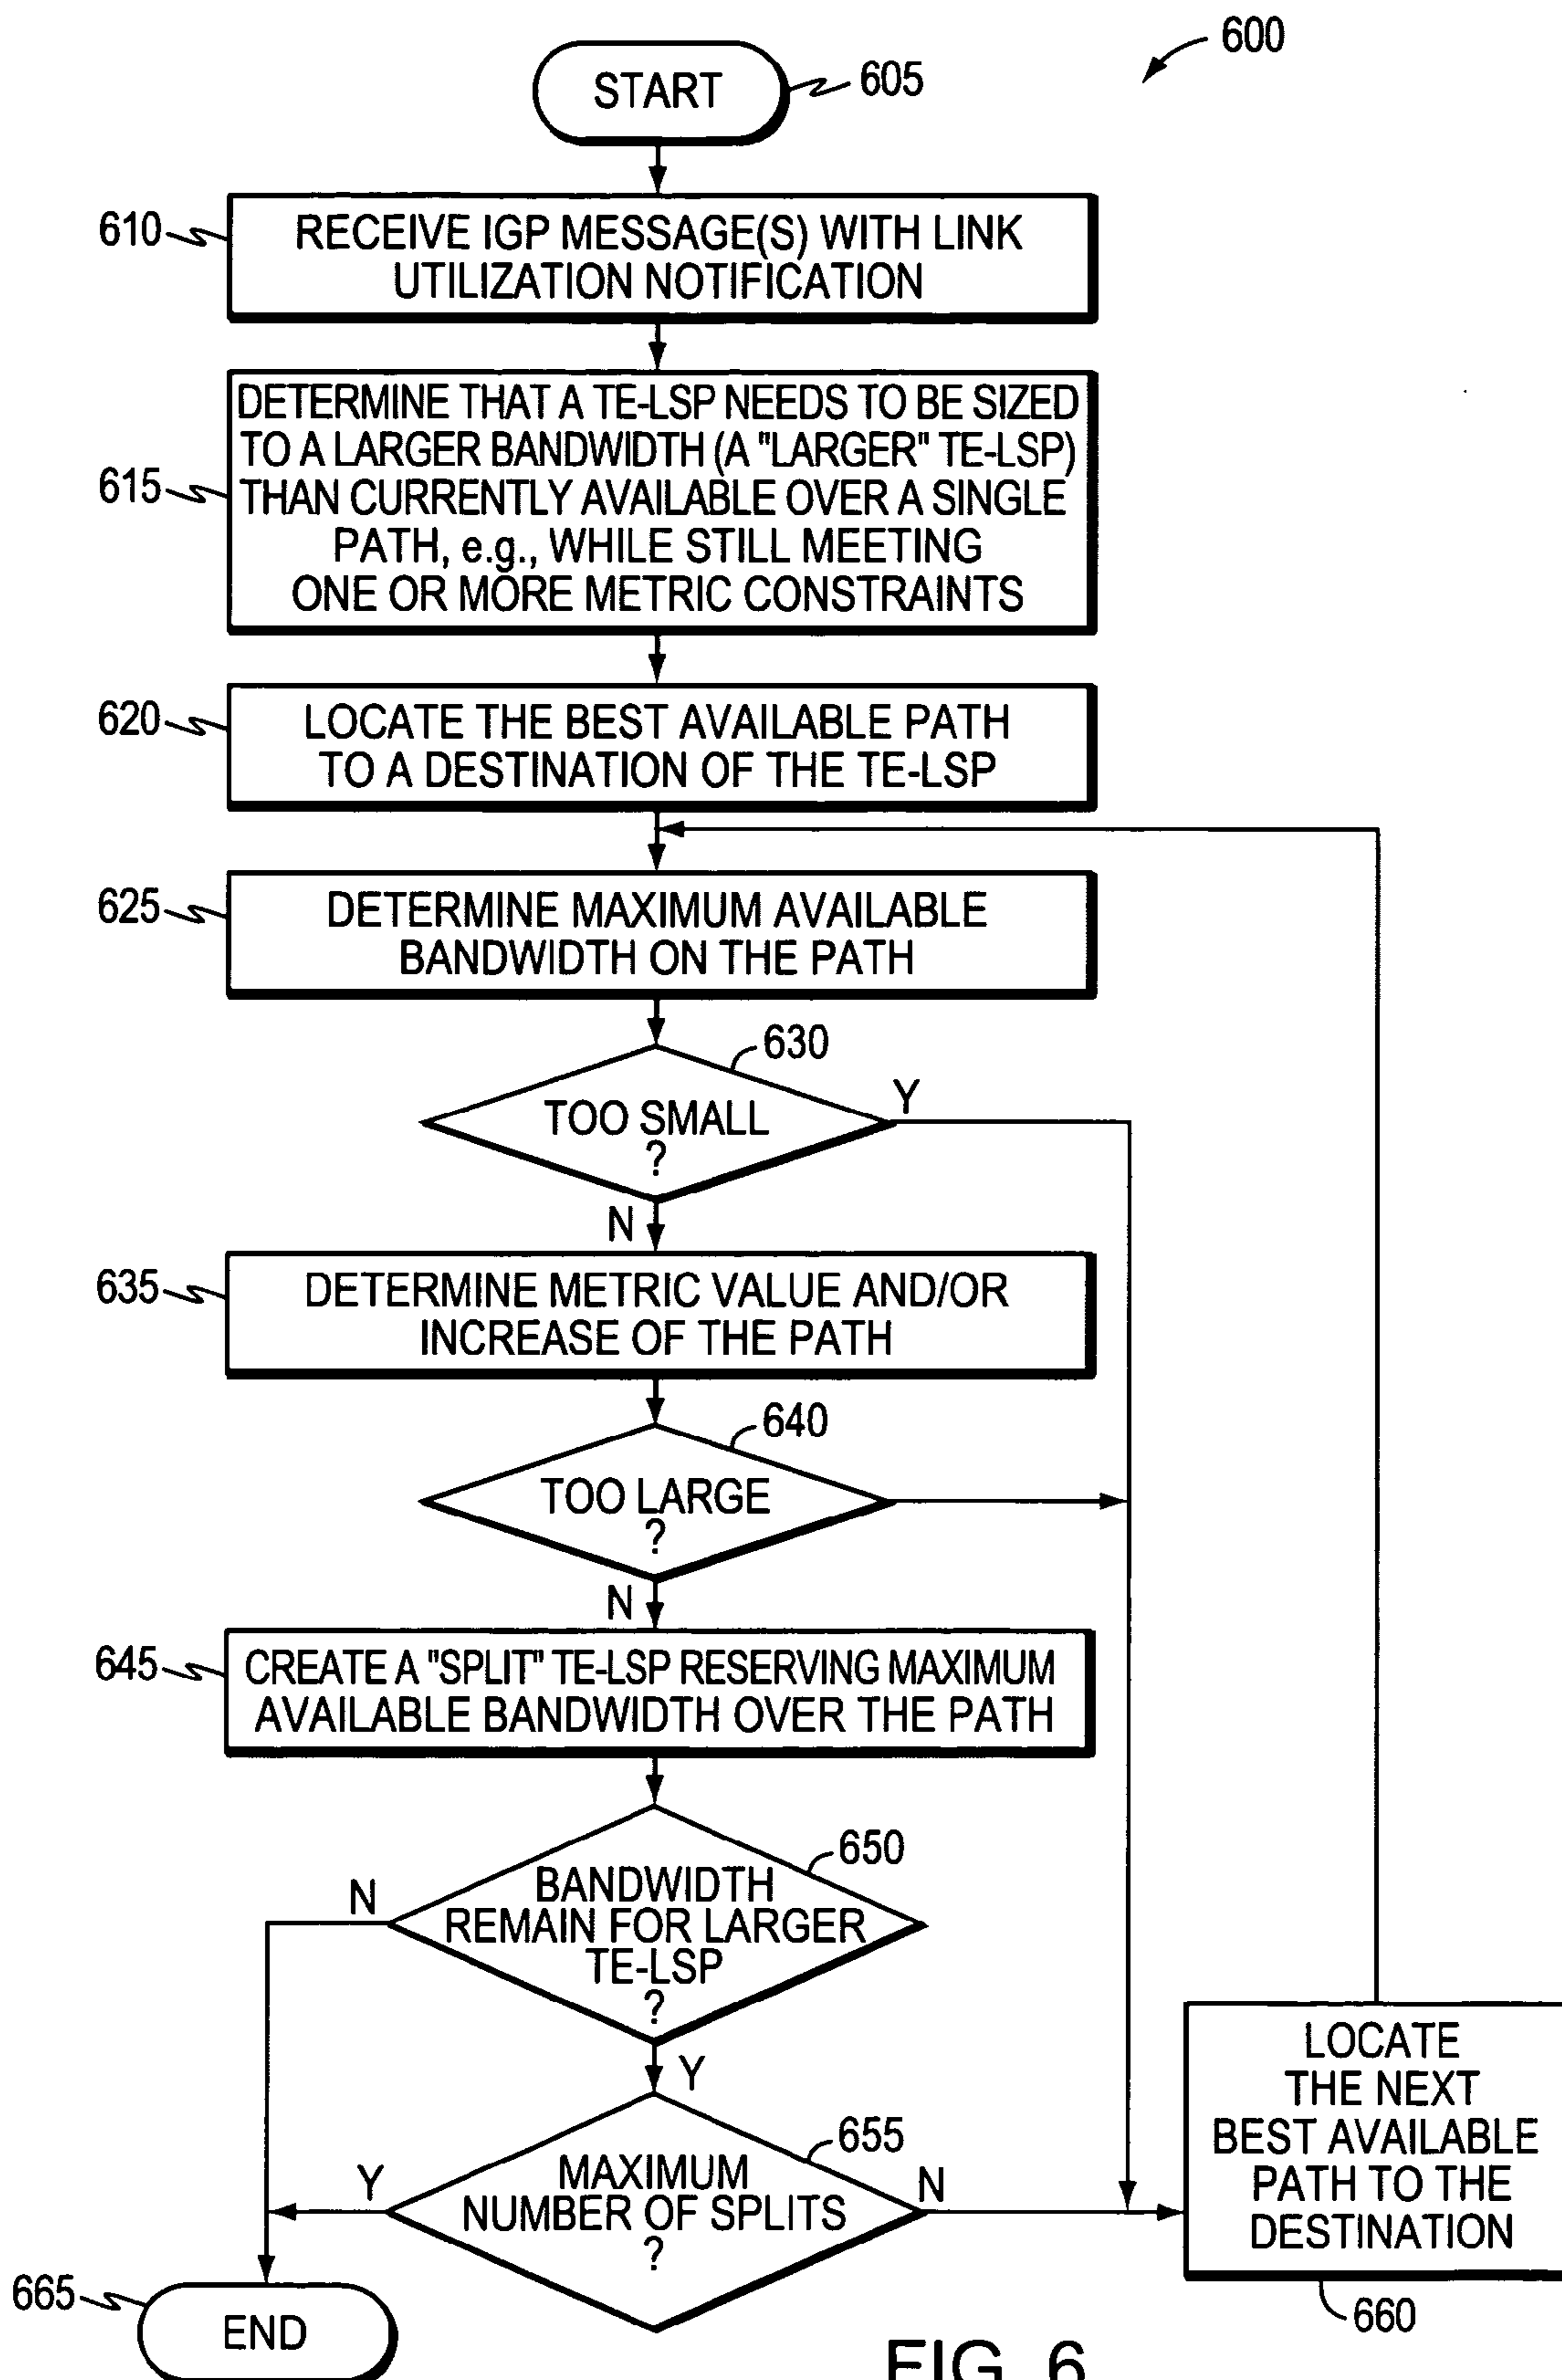 600
START
605
610
RECEIVE IGP MESSAGE(S) WITH LINK
UTILIZATION NOTIFICATION
615
DETERMINE THAT A TE-LSP NEEDS TO BE SIZED
TO A LARGER BANDWIDTH (A "LARGER" TE-LSP)
THAN CURRENTLY AVAILABLE OVER A SINGLE
PATH, e.g., WHILE STILL MEETING
ONE OR MORE METRIC CONSTRAINTS
620
LOCATE THE BEST AVAILABLE PATH
TO A DESTINATION OF THE TE-LSP
625
DETERMINE MAXIMUM AVAILABLE
BANDWIDTH ON THE PATH
630
TOO SMALL
?
Y
N
635
DETERMINE METRIC VALUE AND/OR
INCREASE OF THE PATH
640
TOO LARGE
?
N
645
CREATE A "SPLIT" TE-LSP RESERVING MAXIMUM
AVAILABLE BANDWIDTH OVER THE PATH
650
N
BANDWIDTH
REMAIN FOR LARGER
TE-LSP
?
Y
655
Y
MAXIMUM
NUMBER OF SPLITS
?
N
LOCATE
THE NEXT
BEST AVAILABLE
PATH TO THE
DESTINATION
660
665
END
FIG. 6